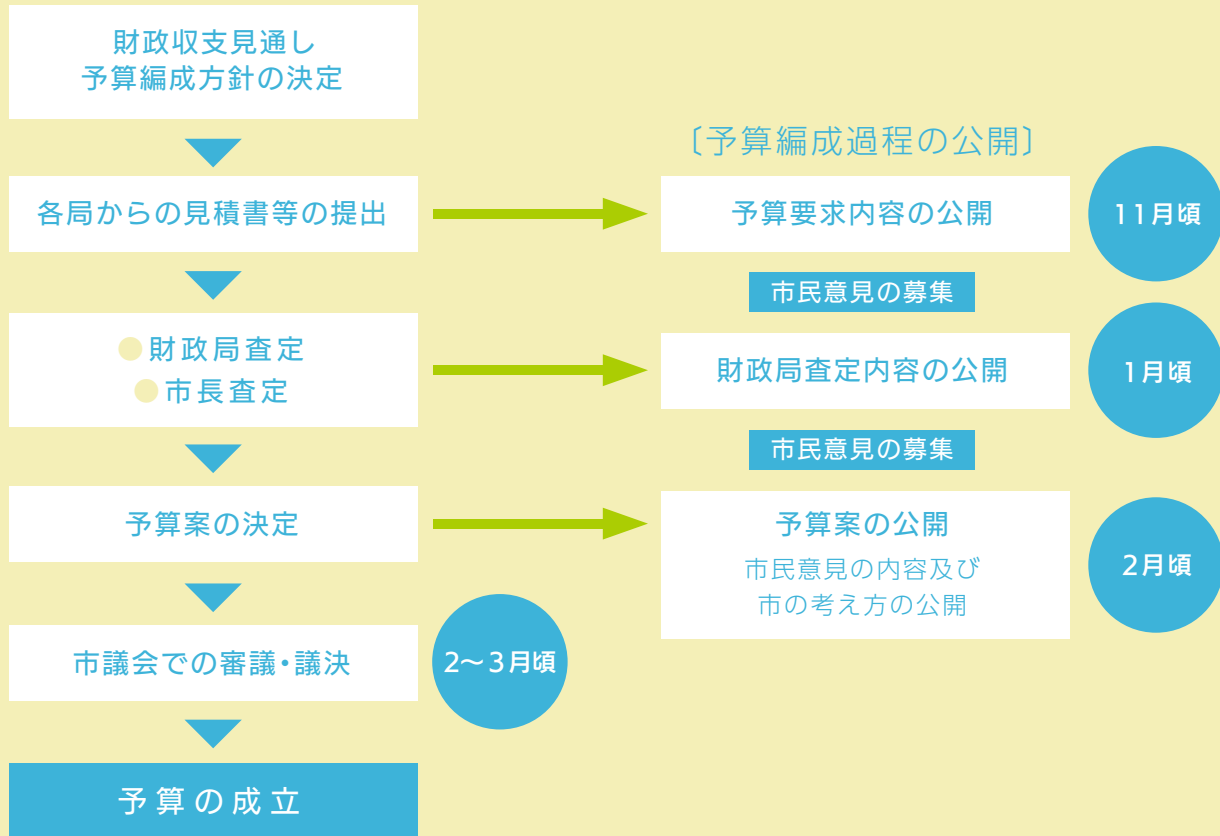 財政収支見通し
予算編成方針の決定
〔予算編成過程の公開〕
各局からの見積書等の提出
予算要求内容の公開
11月頃
市民意見の募集
●財政局査定
●市長査定
財政局査定内容の公開
1月頃
市民意見の募集
予算案の決定
予算案の公開
市民意見の内容及び
市の考え方の公開
2月頃
市議会での審議・議決
2〜3月頃
予算の成立